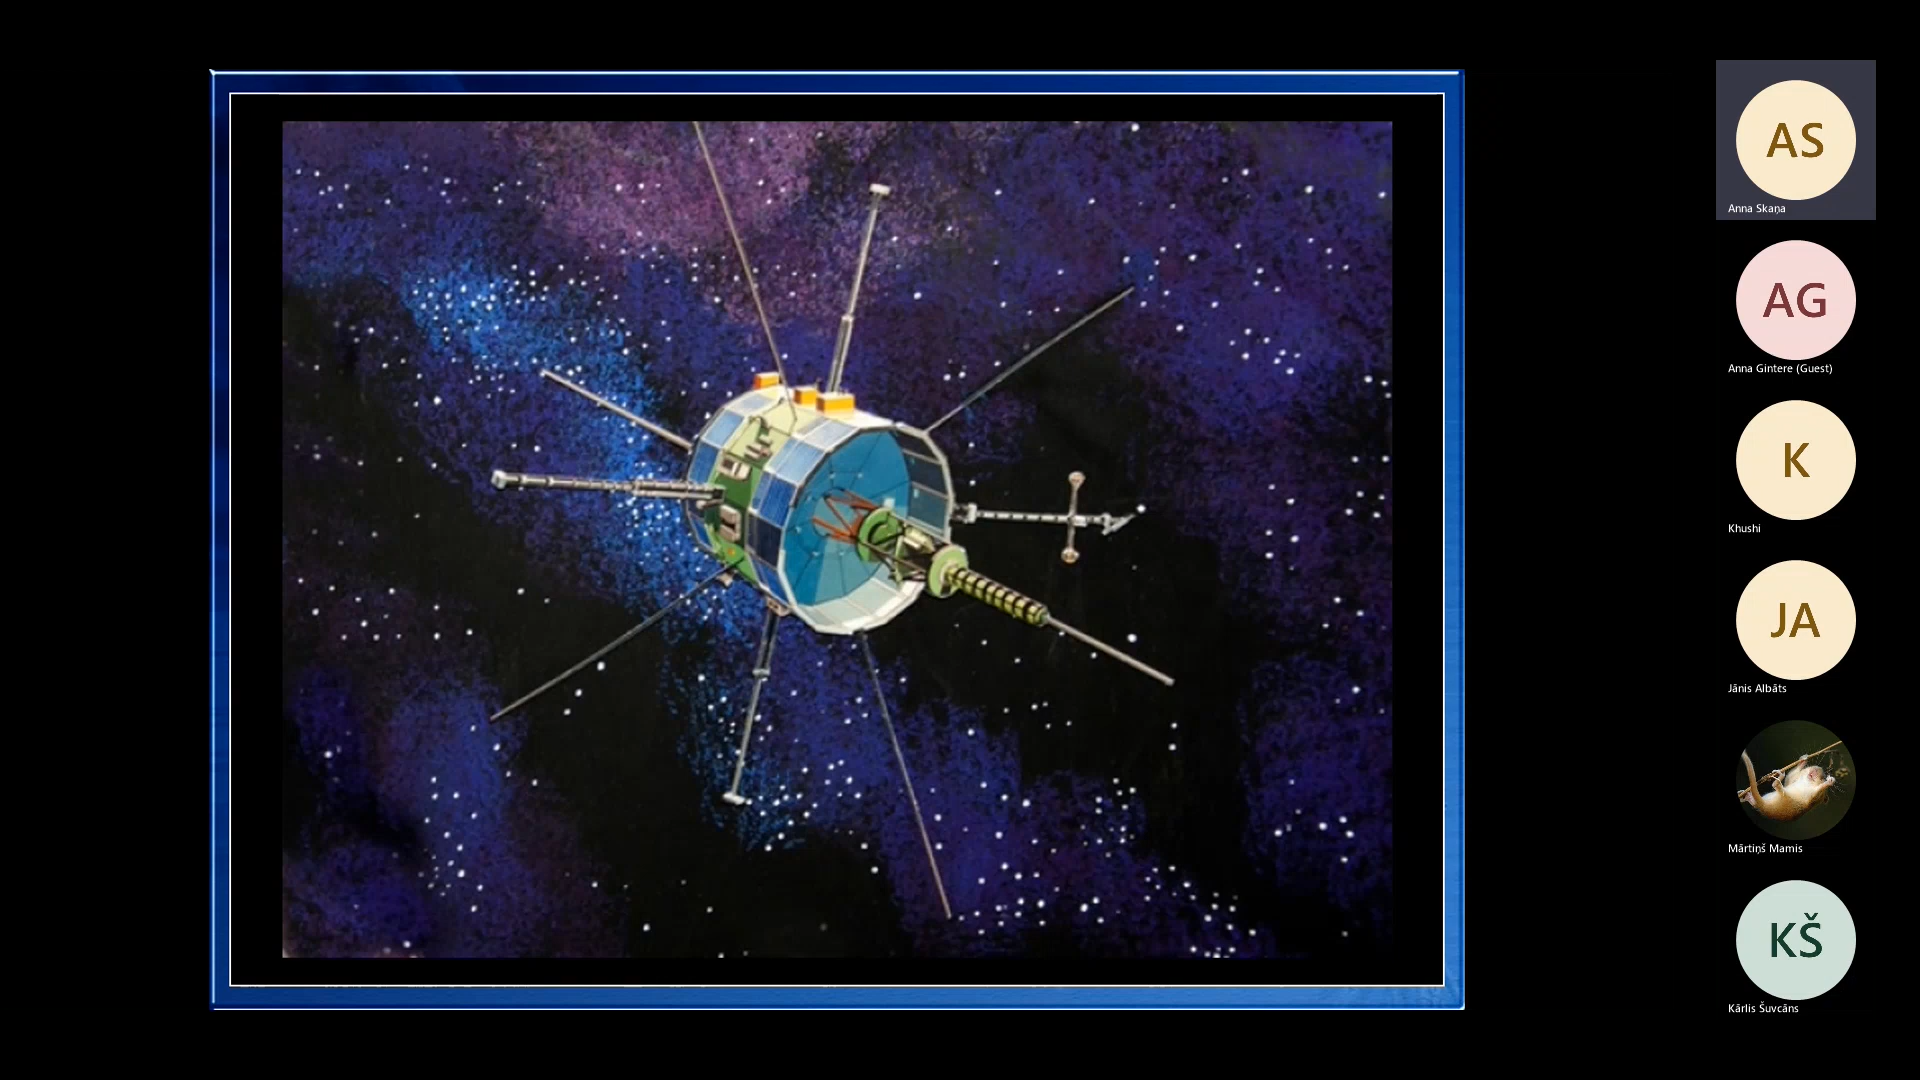 AS
Anna Skaņa
AG
Anna Gintere (Guest)
K
Khushi
JA
Jānis Albāts
Mārtiņš Mamis
KŠ
Kārlis Šuvcāns